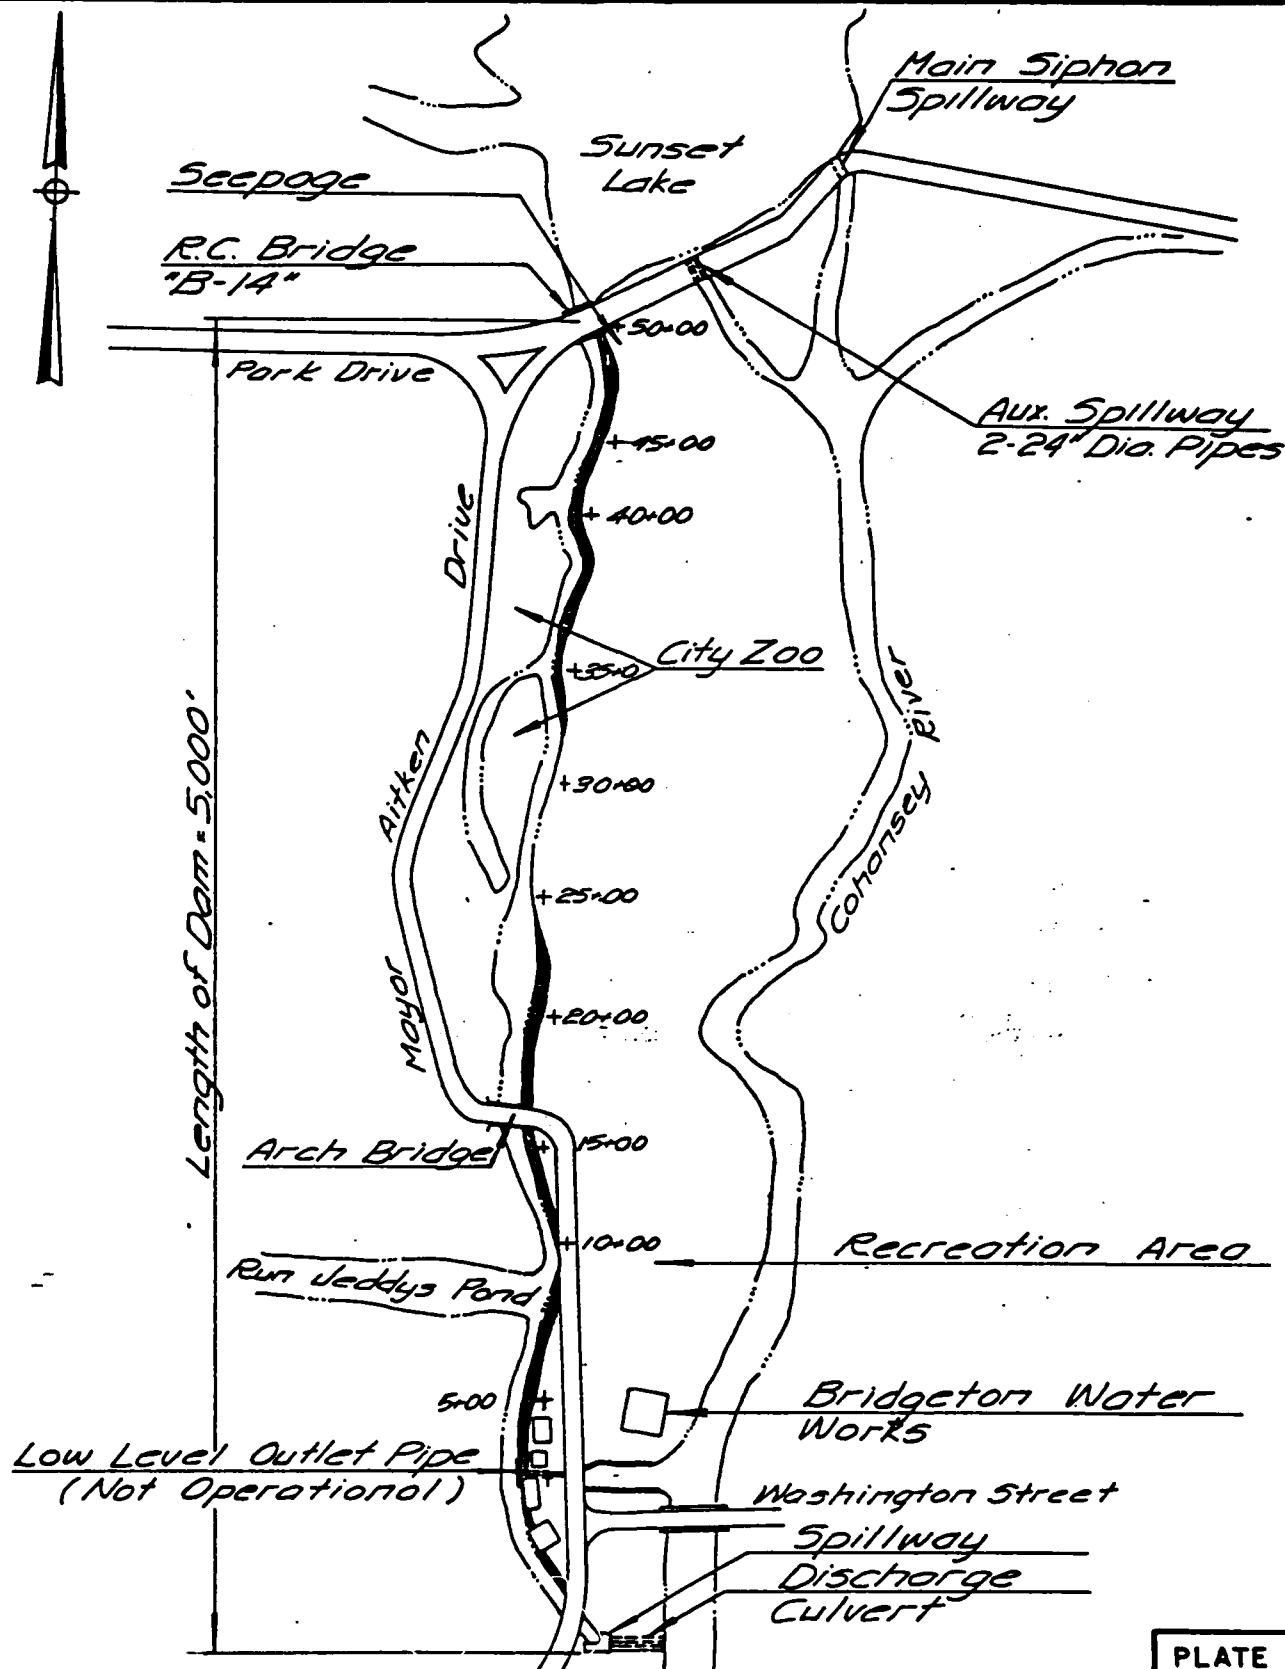 Main Siphon
Spillway
Sunset
Lake
Seepage
R.C. Bridge
"B-14"
50+00
Park Drive
Aux. Spillway
2-24" Dia. Pipes
45+00
40+00
Drive
City Zoo
35+0
River
Length of Dam = 5,000'
Aitken
30+00
Cohansey
25+00
Mayor
20+00
Arch Bridge
15+00
10+00
Recreation Area
Run Jeddys Pond
5+00
Bridgeton Water
Works
Low Level Outlet Pipe
(Not Operational)
Washington Street
Spillway
Discharge
Culvert
PLATE